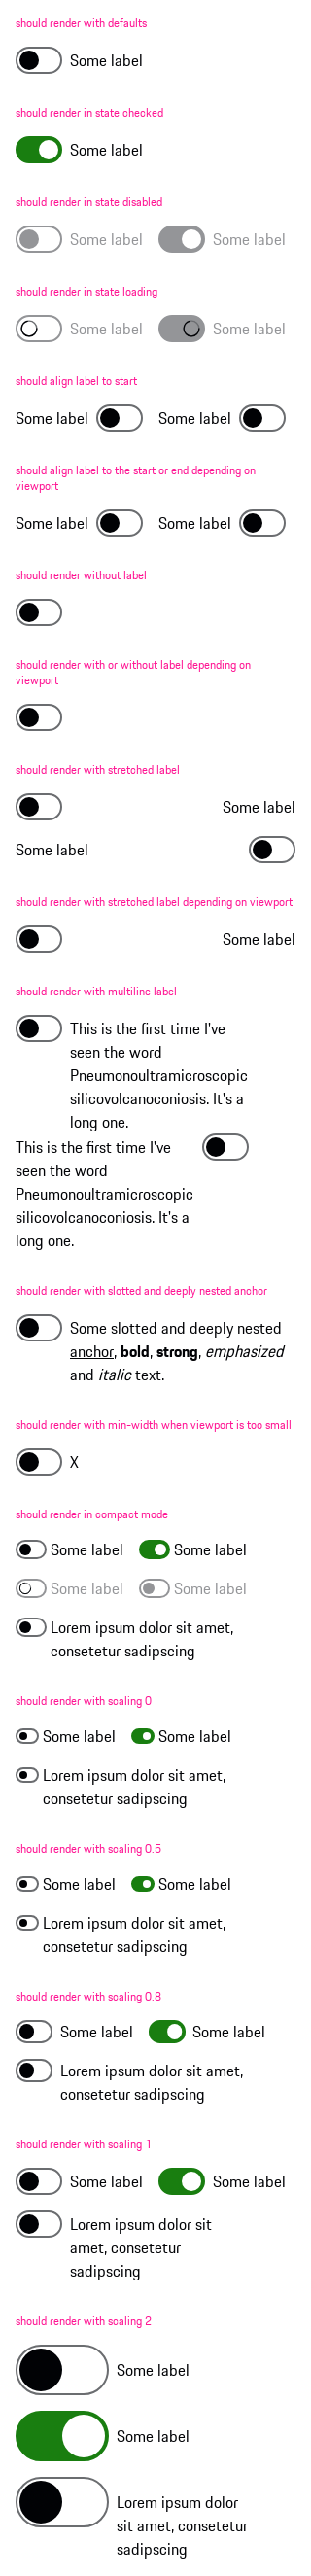 should render with defaults
Some label
should render in state checked
Some label
should render in state disabled
Some label Some label
should render in state loading
Some label Some label
should align label to start
Some label Some label
should align label to the start or end depending on
viewport
Some label Some label
should render without label
should render with or without label depending on
viewport
should render with stretched label
Some label
Some label
should render with stretched label depending on viewport
Some label
should render with multiline label
This is the first time I've
seen the word
Pneumonoultramicroscopic
silicovolcanoconiosis. It's a
long one.
This is the first time I've
seen the word
Pneumonoultramicroscopic
silicovolcanoconiosis. It's a
long one.
should render with slotted and deeply nested anchor
Some slotted and deeply nested
anchor, bold, strong, emphasized
and italic text.
should render with min-width when viewport is too small
X
should render in compact mode
Some label Some label
Some label Some label
Lorem ipsum dolor sit amet,
consetetur sadipscing
should render with scaling 0
Some label Some label
Lorem ipsum dolor sit amet,
consetetur sadipscing
should render with scaling 0.5
Some label Some label
Lorem ipsum dolor sit amet,
consetetur sadipscing
should render with scaling 0.8
Some label Some label
Lorem ipsum dolor sit amet,
consetetur sadipscing
should render with scaling 1
Some label Some label
Lorem ipsum dolor sit
amet, consetetur
sadipscing
should render with scaling 2
Some label
Some label
Lorem ipsum dolor
sit amet, consetetur
sadipscing